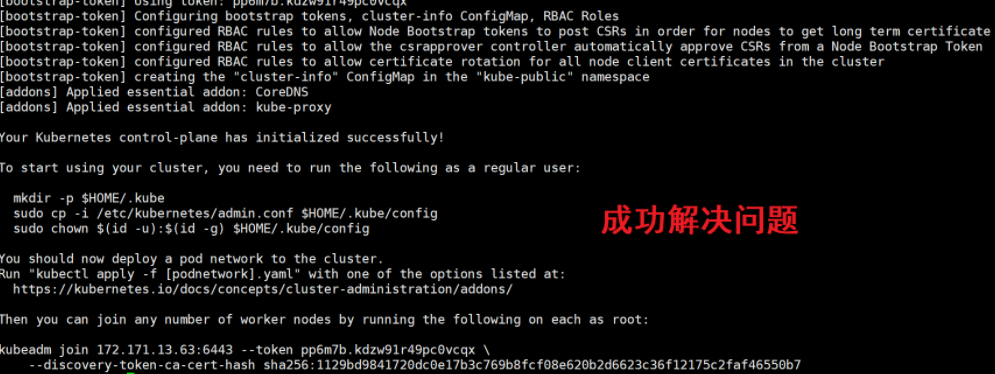 [bootstrap-token] Using token: pp6m7b.kdzw91r49pc0vcqx
[bootstrap-token] Configuring bootstrap tokens, cluster-info ConfigMap, RBAC Roles
[bootstrap-token] configured RBAC rules to allow Node Bootstrap tokens to post CSRs in order for nodes to get long term certificate
[bootstrap-token] configured RBAC rules to allow the csrapprover controller automatically approve CSRs from a Node Bootstrap Token
[bootstrap-token] configured RBAC rules to allow certificate rotation for all node client certificates in the cluster
[bootstrap-token] creating the "cluster-info" ConfigMap in the "kube-public" namespace
[addons] Applied essential addon: CoreDNS
[addons] Applied essential addon: kube-proxy
Your Kubernetes control-plane has initialized successfully!
To start using your cluster, you need to run the following as a regular user:
mkdir -p $HOME/.kube
sudo cp -i /etc/kubernetes/admin.conf $HOME/.kube/config
sudo chown $(id -u):$(id -g) $HOME/.kube/config
成功解决问题
You should now deploy a pod network to the cluster.
Run "kubectl apply -f [podnetwork].yaml" with one of the options listed at:
https://kubernetes.io/docs/concepts/cluster-administration/addons/
Then you can join any number of worker nodes by running the following on each as root:
kubeadm join 172.171.13.63:6443 --token pp6m7b.kdzw91r49pc0vcqx \
--discovery-token-ca-cert-hash sha256:1129bd9841720dc0e17b3c769b8fcf08e620b2d6623c36f12175c2faf46550b7